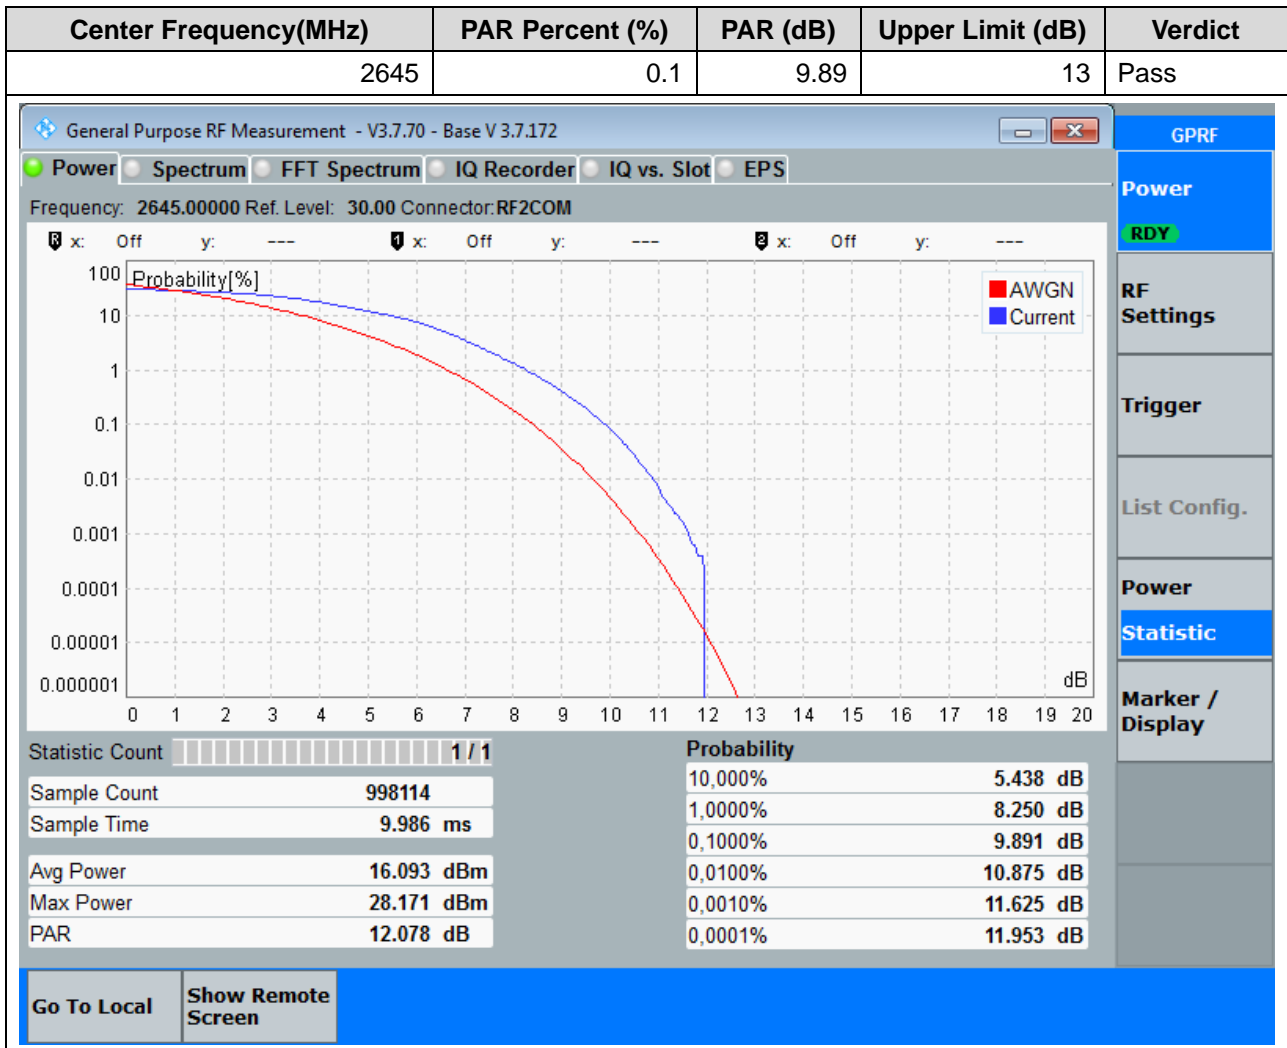 Center Frequency(MHz) PAR Percent (%) PAR (dB) Upper Limit (dB) Verdict
2645 0.1 9.89 13 Pass
General Purpose RF Measurement - V3.7.70 - Base V 3.7.172
GPRF
Power Spectrum FFT Spectrum IQ Recorder IQ vs. Slot EPS
Frequency: 2645.00000 Ref. Level: 30.00 Connector: RF2COM
Power
RDY
R x: Off y: --- 1 x: Off y: --- 2 x: Off y: ---
100 Probability[%]
AWGN
Current
10
1
0.1
0.01
0.001
0.0001
0.00001
0.000001
dB
0 1 2 3 4 5 6 7 8 9 10 11 12 13 14 15 16 17 18 19 20
RF
Settings
Trigger
List Config.
Power
Statistic
Marker /
Display
Statistic Count 1 / 1
Sample Count 998114
Sample Time 9.986 ms
Avg Power 16.093 dBm
Max Power 28.171 dBm
PAR 12.078 dB
Probability
10,000% 5.438 dB
1,0000% 8.250 dB
0,1000% 9.891 dB
0,0100% 10.875 dB
0,0010% 11.625 dB
0,0001% 11.953 dB
Go To Local
Show Remote
Screen